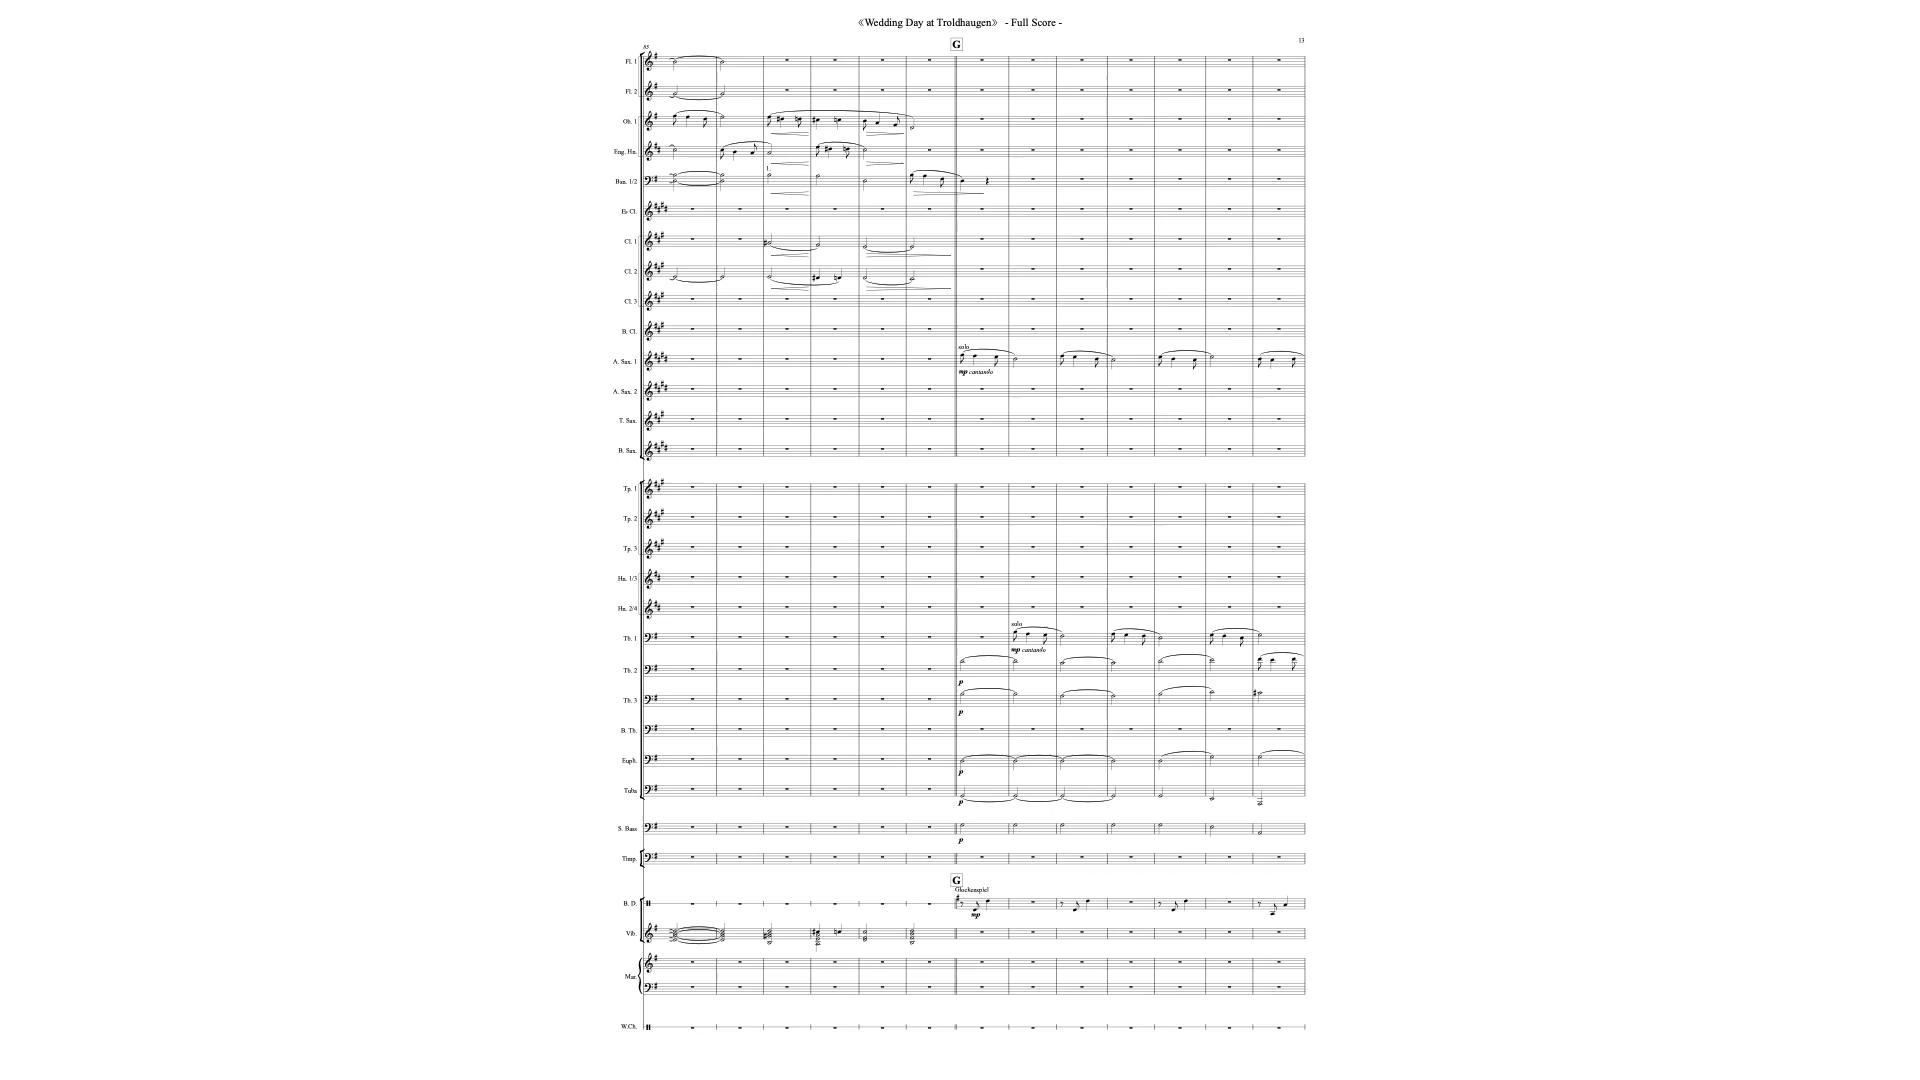 《Wedding Day at Troldhaugen》 - Full Score -
13
G
85
Fl. 1
Fl. 2
Ob. 1
Eng. Hn.
Bsn. 1/2
1.
E♭ Cl.
Cl. 1
Cl. 2
Cl. 3
B. Cl.
solo
A. Sax. 1
mp cantando
A. Sax. 2
T. Sax.
B. Sax.
Tp. 1
Tp. 2
Tp. 3
Hn. 1/3
Hn. 2/4
solo
Tb. 1
mp cantando
Tb. 2
p
Tb. 3
p
B. Tb.
Euph.
p
Tuba
p
S. Bass
p
Timp.
G
Glockenspiel
B. D.
mp
Vib.
Mar.
W.Ch.